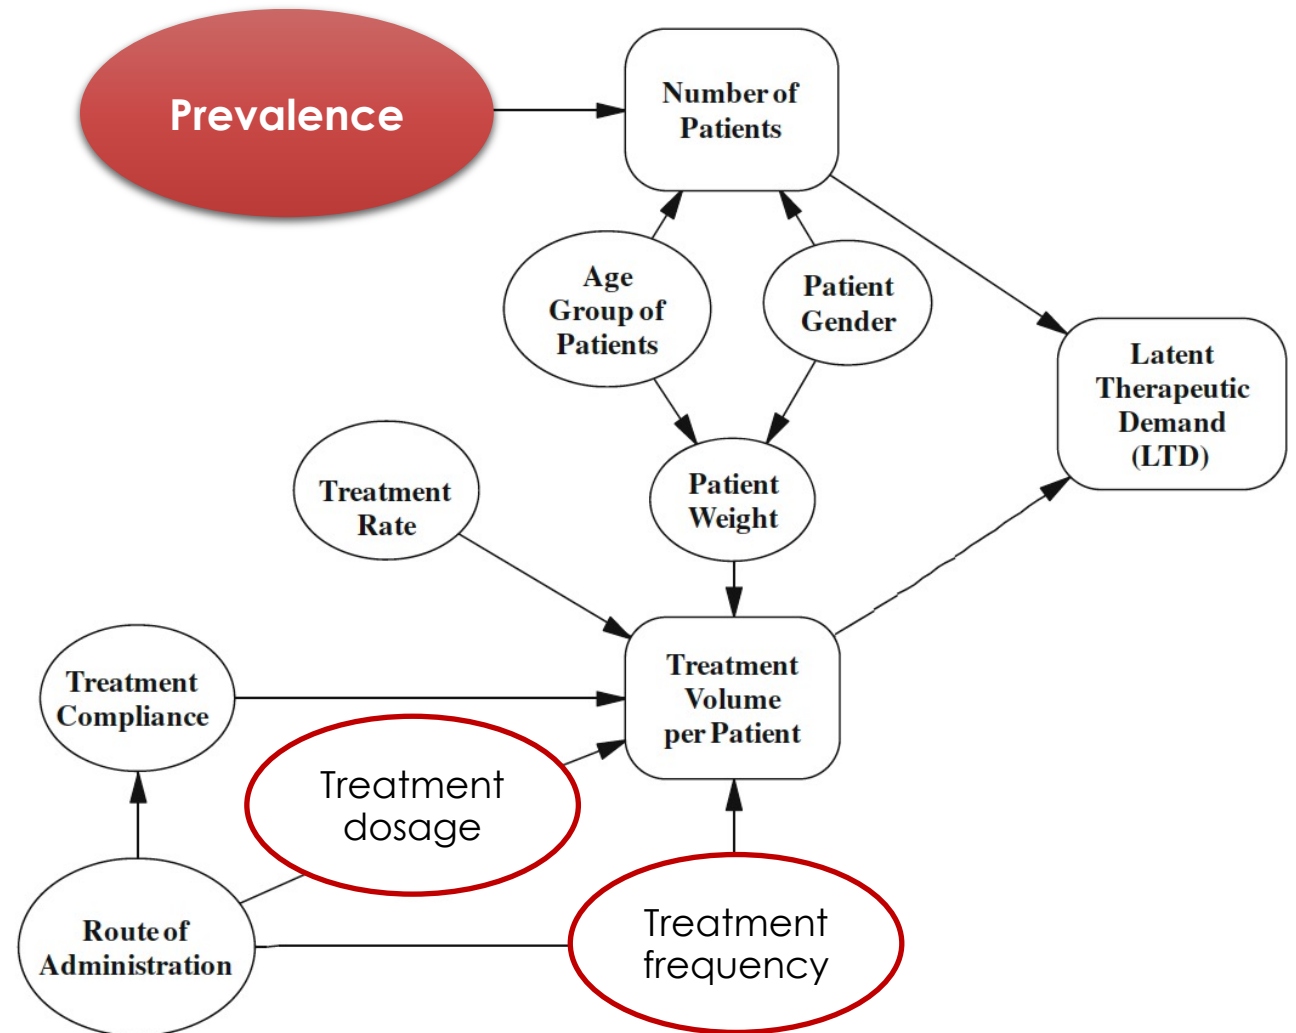 Prevalence
Number of
Patients
Age
Group of
Patients
Patient
Gender
Latent
Therapeutic
Demand
(LTD)
Treatment
Rate
Patient
Weight
Treatment
Compliance
Treatment
Volume
per Patient
Treatment
dosage
Route of
Administration
Treatment
frequency